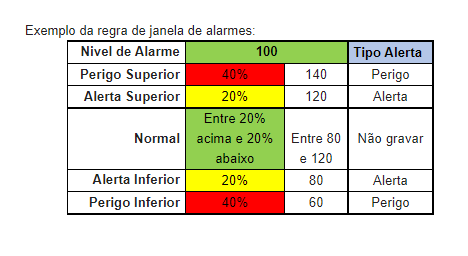 Exemplo da regra de janela de alarmes:
Nivel de Alarme 100 Tipo Alerta
Perigo Superior 40% 140 Perigo
Alerta Superior 20% 120 Alerta
Normal Entre 20% acima e 20% abaixo Entre 80 e 120 Não gravar
Alerta Inferior 20% 80 Alerta
Perigo Inferior 40% 60 Perigo